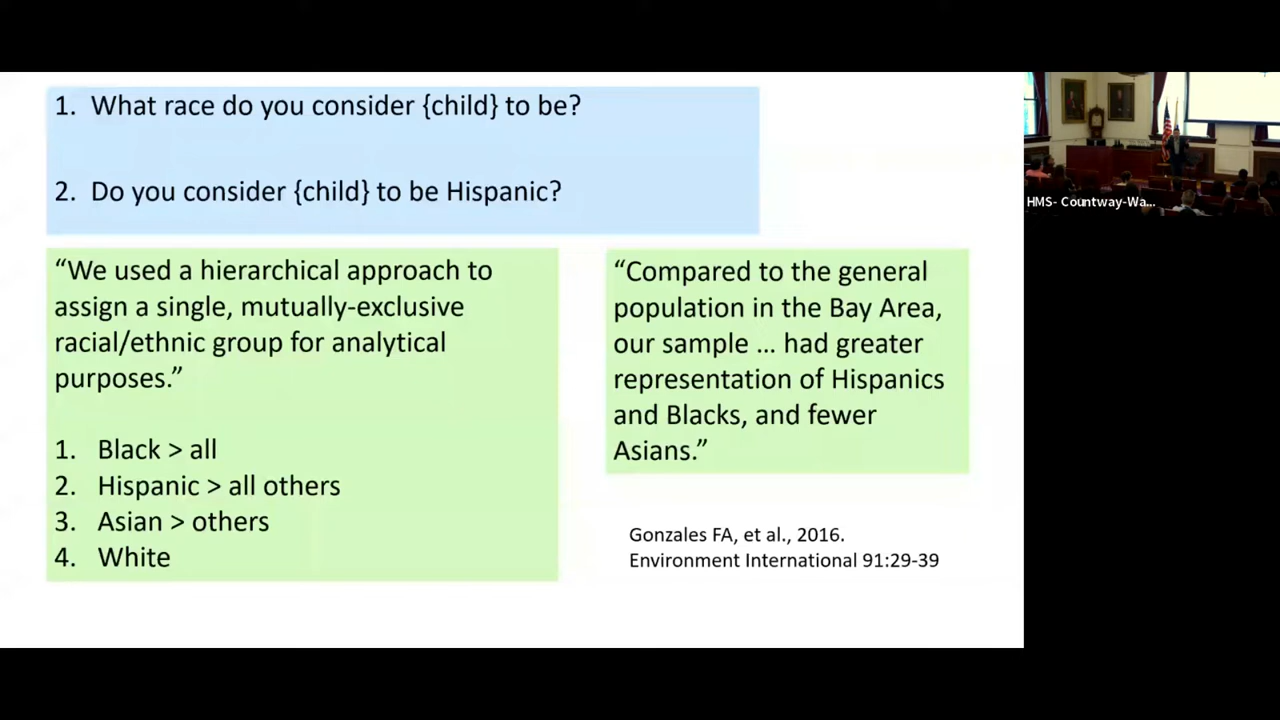 1. What race do you consider {child} to be?
2. Do you consider {child} to be Hispanic?
“We used a hierarchical approach to
assign a single, mutually-exclusive
racial/ethnic group for analytical
purposes.”
1. Black > all
2. Hispanic > all others
3. Asian > others
4. White
“Compared to the general
population in the Bay Area,
our sample … had greater
representation of Hispanics
and Blacks, and fewer
Asians.”
Gonzales FA, et al., 2016.
Environment International 91:29-39
HMS- Countway-Wa...